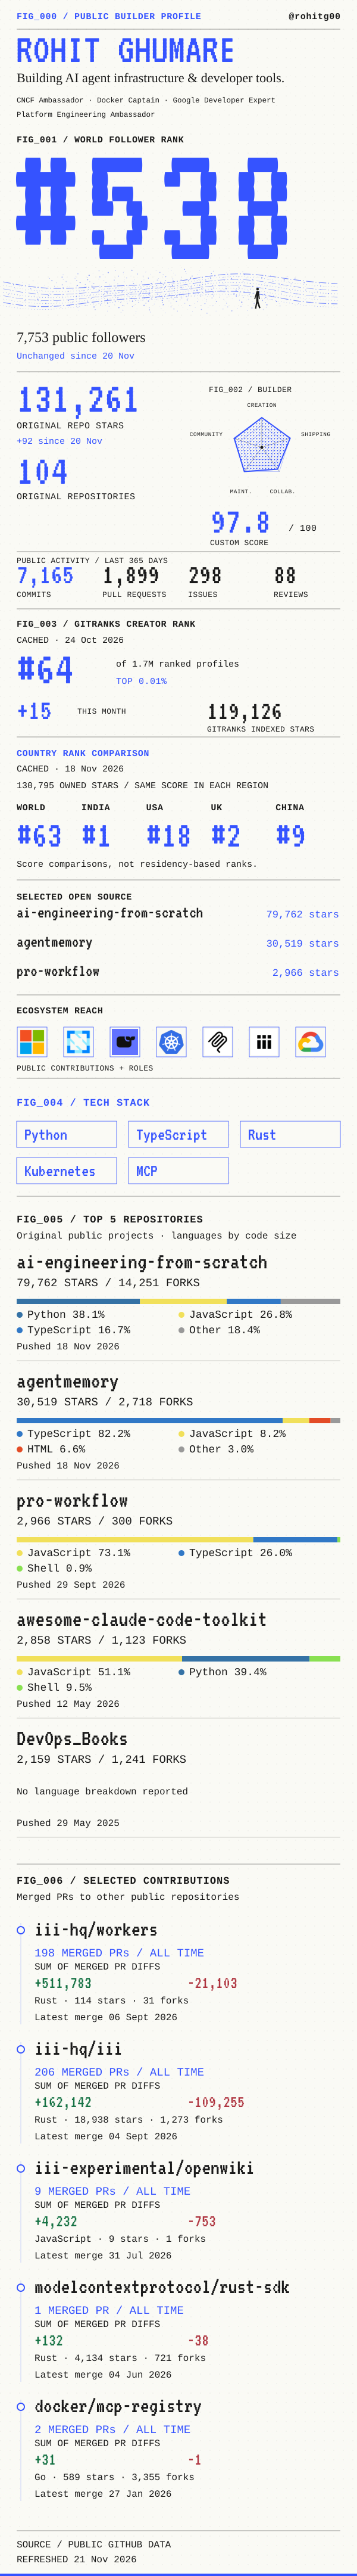 FIG_000 / PUBLIC BUILDER PROFILE @rohitg00
ROHIT GHUMARE
Building AI agent infrastructure & developer tools.
CNCF Ambassador · Docker Captain · Google Developer Expert
Platform Engineering Ambassador
FIG_001 / WORLD FOLLOWER RANK
#538
7,753 public followers
Unchanged since 20 Nov
131,261
ORIGINAL REPO STARS
+92 since 20 Nov
104
ORIGINAL REPOSITORIES
FIG_002 / BUILDER
CREATION
COMMUNITY
SHIPPING
MAINT.
COLLAB.
97.8 / 100
CUSTOM SCORE
PUBLIC ACTIVITY / LAST 365 DAYS
7,165 1,899 298 88
COMMITS PULL REQUESTS ISSUES REVIEWS
FIG_003 / GITRANKS CREATOR RANK
CACHED · 24 Oct 2026
#64
of 1.7M ranked profiles
TOP 0.01%
+15 THIS MONTH
119,126
GITRANKS INDEXED STARS
COUNTRY RANK COMPARISON
CACHED · 18 Nov 2026
130,795 OWNED STARS / SAME SCORE IN EACH REGION
WORLD INDIA USA UK CHINA
#63 #1 #18 #2 #9
Score comparisons, not residency-based ranks.
SELECTED OPEN SOURCE
ai-engineering-from-scratch 79,762 stars
agentmemory 30,519 stars
pro-workflow 2,966 stars
ECOSYSTEM REACH
PUBLIC CONTRIBUTIONS + ROLES
FIG_004 / TECH STACK
Python TypeScript Rust
Kubernetes MCP
FIG_005 / TOP 5 REPOSITORIES
Original public projects · languages by code size
ai-engineering-from-scratch
79,762 STARS / 14,251 FORKS
Python 38.1% JavaScript 26.8%
TypeScript 16.7% Other 18.4%
Pushed 18 Nov 2026
agentmemory
30,519 STARS / 2,718 FORKS
TypeScript 82.2% JavaScript 8.2%
HTML 6.6% Other 3.0%
Pushed 18 Nov 2026
pro-workflow
2,966 STARS / 300 FORKS
JavaScript 73.1% TypeScript 26.0%
Shell 0.9%
Pushed 29 Sept 2026
awesome-claude-code-toolkit
2,858 STARS / 1,123 FORKS
JavaScript 51.1% Python 39.4%
Shell 9.5%
Pushed 12 May 2026
DevOps_Books
2,159 STARS / 1,241 FORKS
No language breakdown reported
Pushed 29 May 2025
FIG_006 / SELECTED CONTRIBUTIONS
Merged PRs to other public repositories
iii-hq/workers
198 MERGED PRs / ALL TIME
SUM OF MERGED PR DIFFS
+511,783 -21,103
Rust · 114 stars · 31 forks
Latest merge 06 Sept 2026
iii-hq/iii
206 MERGED PRs / ALL TIME
SUM OF MERGED PR DIFFS
+162,142 -109,255
Rust · 18,938 stars · 1,273 forks
Latest merge 04 Sept 2026
iii-experimental/openwiki
9 MERGED PRs / ALL TIME
SUM OF MERGED PR DIFFS
+4,232 -753
JavaScript · 9 stars · 1 forks
Latest merge 31 Jul 2026
modelcontextprotocol/rust-sdk
1 MERGED PR / ALL TIME
SUM OF MERGED PR DIFFS
+132 -38
Rust · 4,134 stars · 721 forks
Latest merge 04 Jun 2026
docker/mcp-registry
2 MERGED PRs / ALL TIME
SUM OF MERGED PR DIFFS
+31 -1
Go · 589 stars · 3,355 forks
Latest merge 27 Jan 2026
SOURCE / PUBLIC GITHUB DATA
REFRESHED 21 Nov 2026